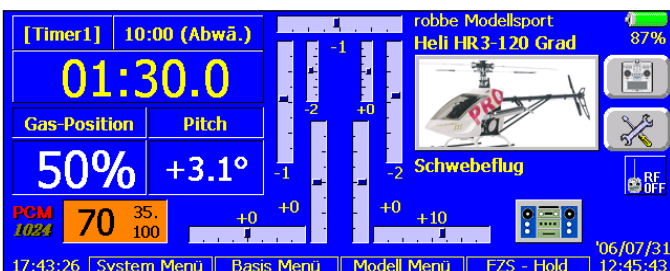 [Timer1] 10:00 (Abwä.)
01:30.0
Gas-Position Pitch
50% +3.1°
PCM 1024 70 35. 100
-1
-2 +0
-1 -2
+0 +0 +0 +10
robbe Modellsport
Heli HR3-120 Grad
87%
PRO
Schwebeflug
RF OFF
'06/07/31
17:43:26 System Menü Basis Menü Modell Menü FZS - Hold 12:45:43